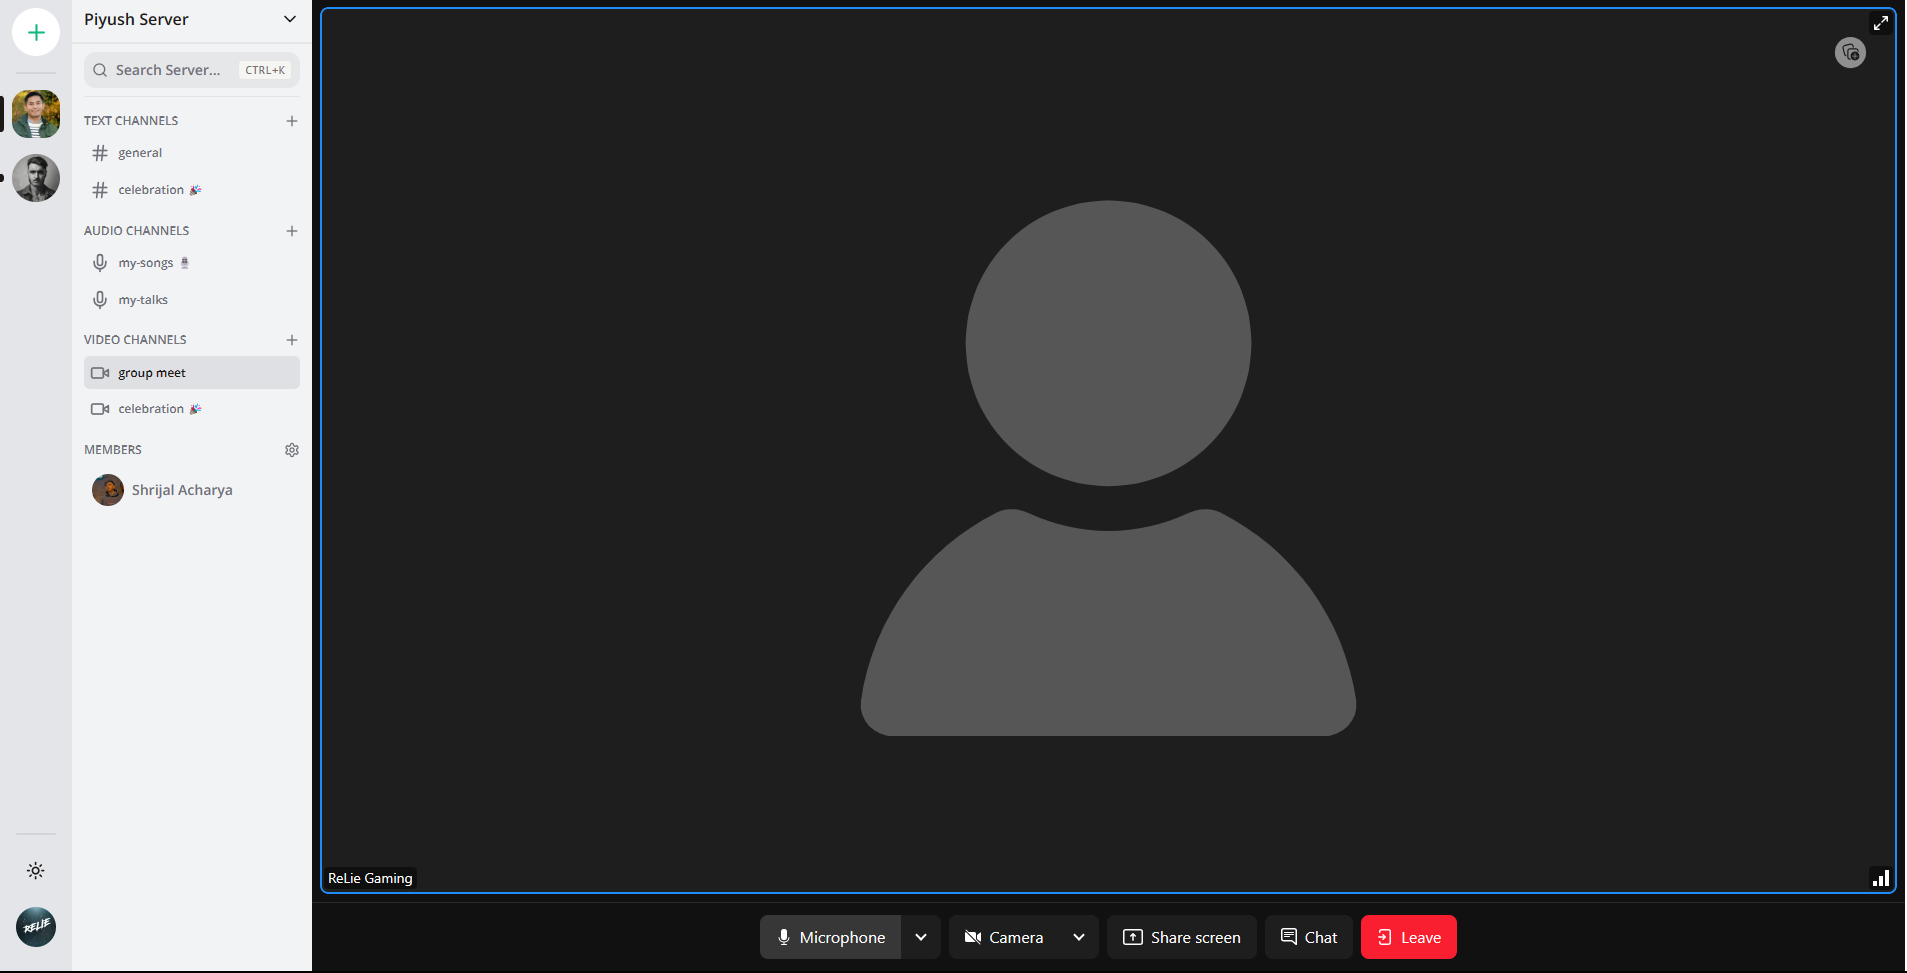 Piyush Server
Search Server...
CTRL+K
TEXT CHANNELS
general
celebration 🎉
AUDIO CHANNELS
my-songs 🎙️
my-talks
VIDEO CHANNELS
group meet
celebration 🎉
MEMBERS
Shrijal Acharya
RELIE
ReLie Gaming
Microphone
Camera
Share screen
Chat
Leave